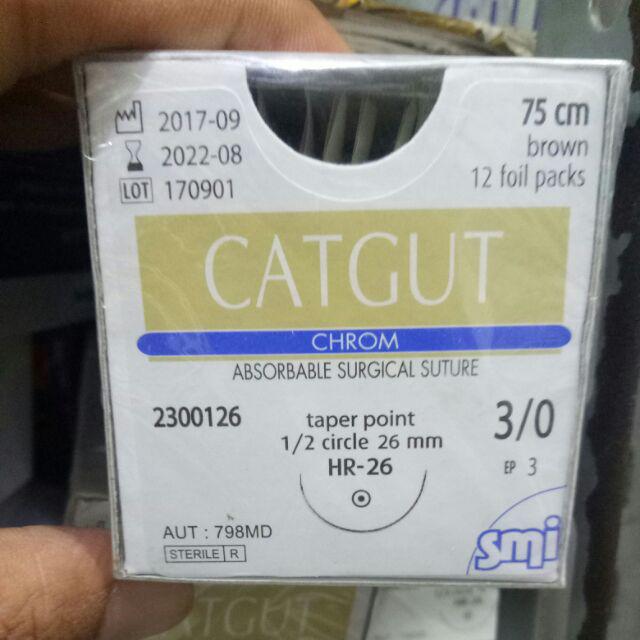 2017-09
2022-08
LOT 170901
75 cm
brown
12 foil packs
CATGUT
CHROM
ABSORBABLE SURGICAL SUTURE
2300126
taper point
1/2 circle 26 mm
HR-26
3/0
EP 3
AUT : 798MD
STERILE R
smi
CATGUT